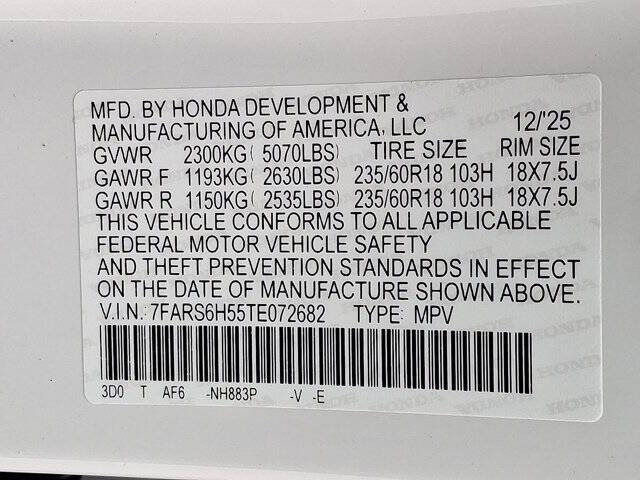 MFD. BY HONDA DEVELOPMENT &
MANUFACTURING OF AMERICA, LLC 12/'25
GVWR 2300KG( 5070LBS) TIRE SIZE RIM SIZE
GAWR F 1193KG( 2630LBS) 235/60R18 103H 18X7.5J
GAWR R 1150KG( 2535LBS) 235/60R18 103H 18X7.5J
THIS VEHICLE CONFORMS TO ALL APPLICABLE
FEDERAL MOTOR VEHICLE SAFETY
AND THEFT PREVENTION STANDARDS IN EFFECT
ON THE DATE OF MANUFACTURE SHOWN ABOVE.
V.I.N.:7FARS6H55TE072682 TYPE: MPV
3D0 T AF6 -NH883P -V -E